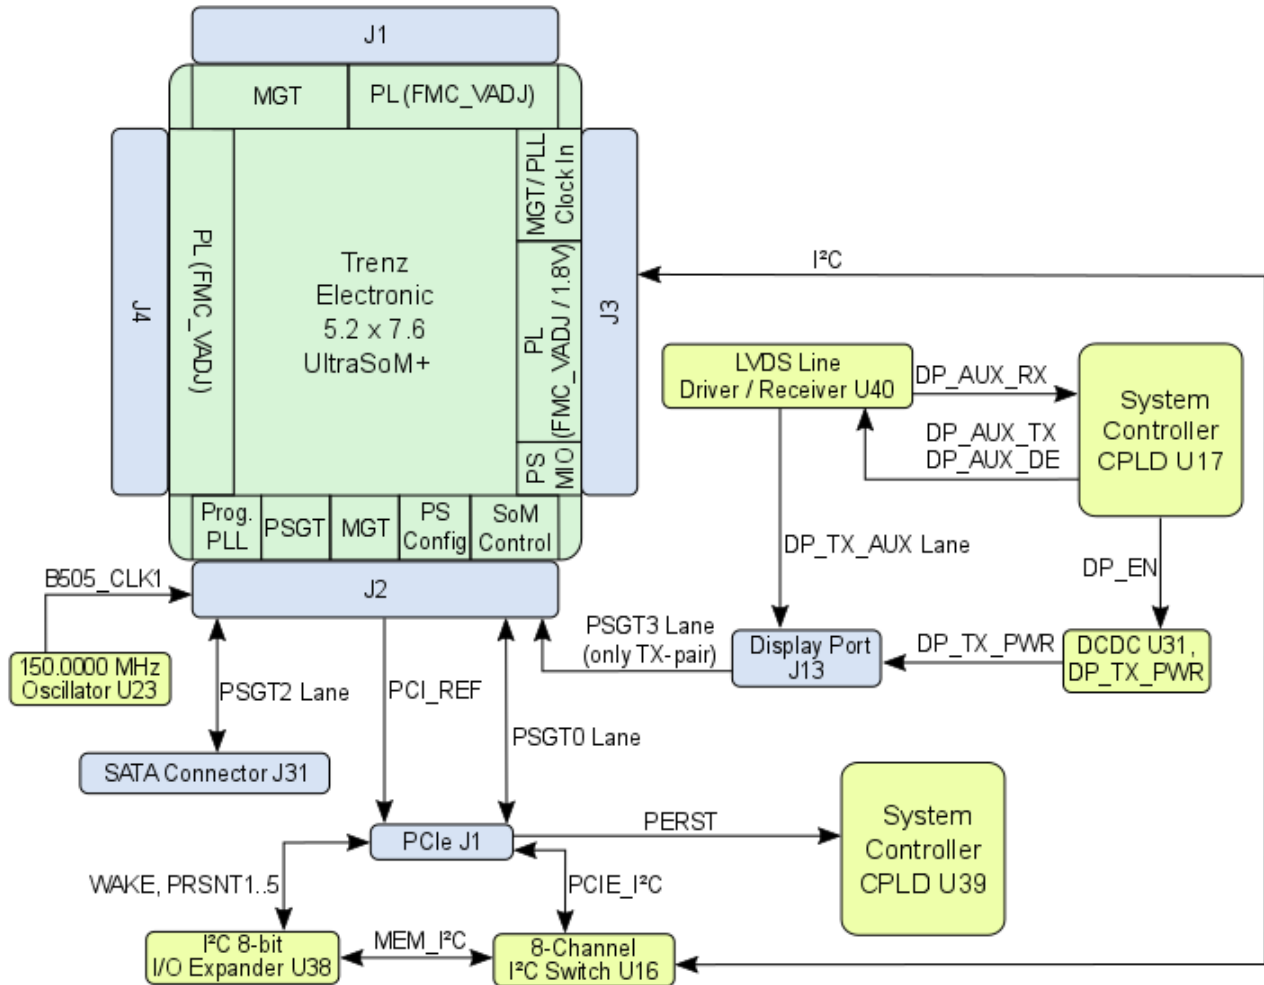 J1
MGT
PL (FMC_VADJ)
MGT/ PLL
Clock In
PL (FMC_VADJ)
Trenz
Electronic
5.2 x 7.6
UltraSoM+
PL
(FMC_VADJ / 1.8V)
J4
J3
I²C
PS
MIO
LVDS Line
Driver / Receiver U40
DP_AUX_RX
DP_AUX_TX
DP_AUX_DE
System
Controller
CPLD U17
Prog.
PLL
PSGT
MGT
PS
Config
SoM
Control
DP_TX_AUX Lane
DP_EN
B505_CLK1
J2
150.0000 MHz
Oscillator U23
PSGT2 Lane
PCI_REF
PSGT3 Lane
(only TX-pair)
Display Port
J13
DP_TX_PWR
DCDC U31,
DP_TX_PWR
PSGT0 Lane
SATA Connector J31
PCIe J1
PERST
System
Controller
CPLD U39
WAKE, PRSNT1..5
PCIE_I²C
I²C 8-bit
I/O Expander U38
MEM_I²C
8-Channel
I²C Switch U16